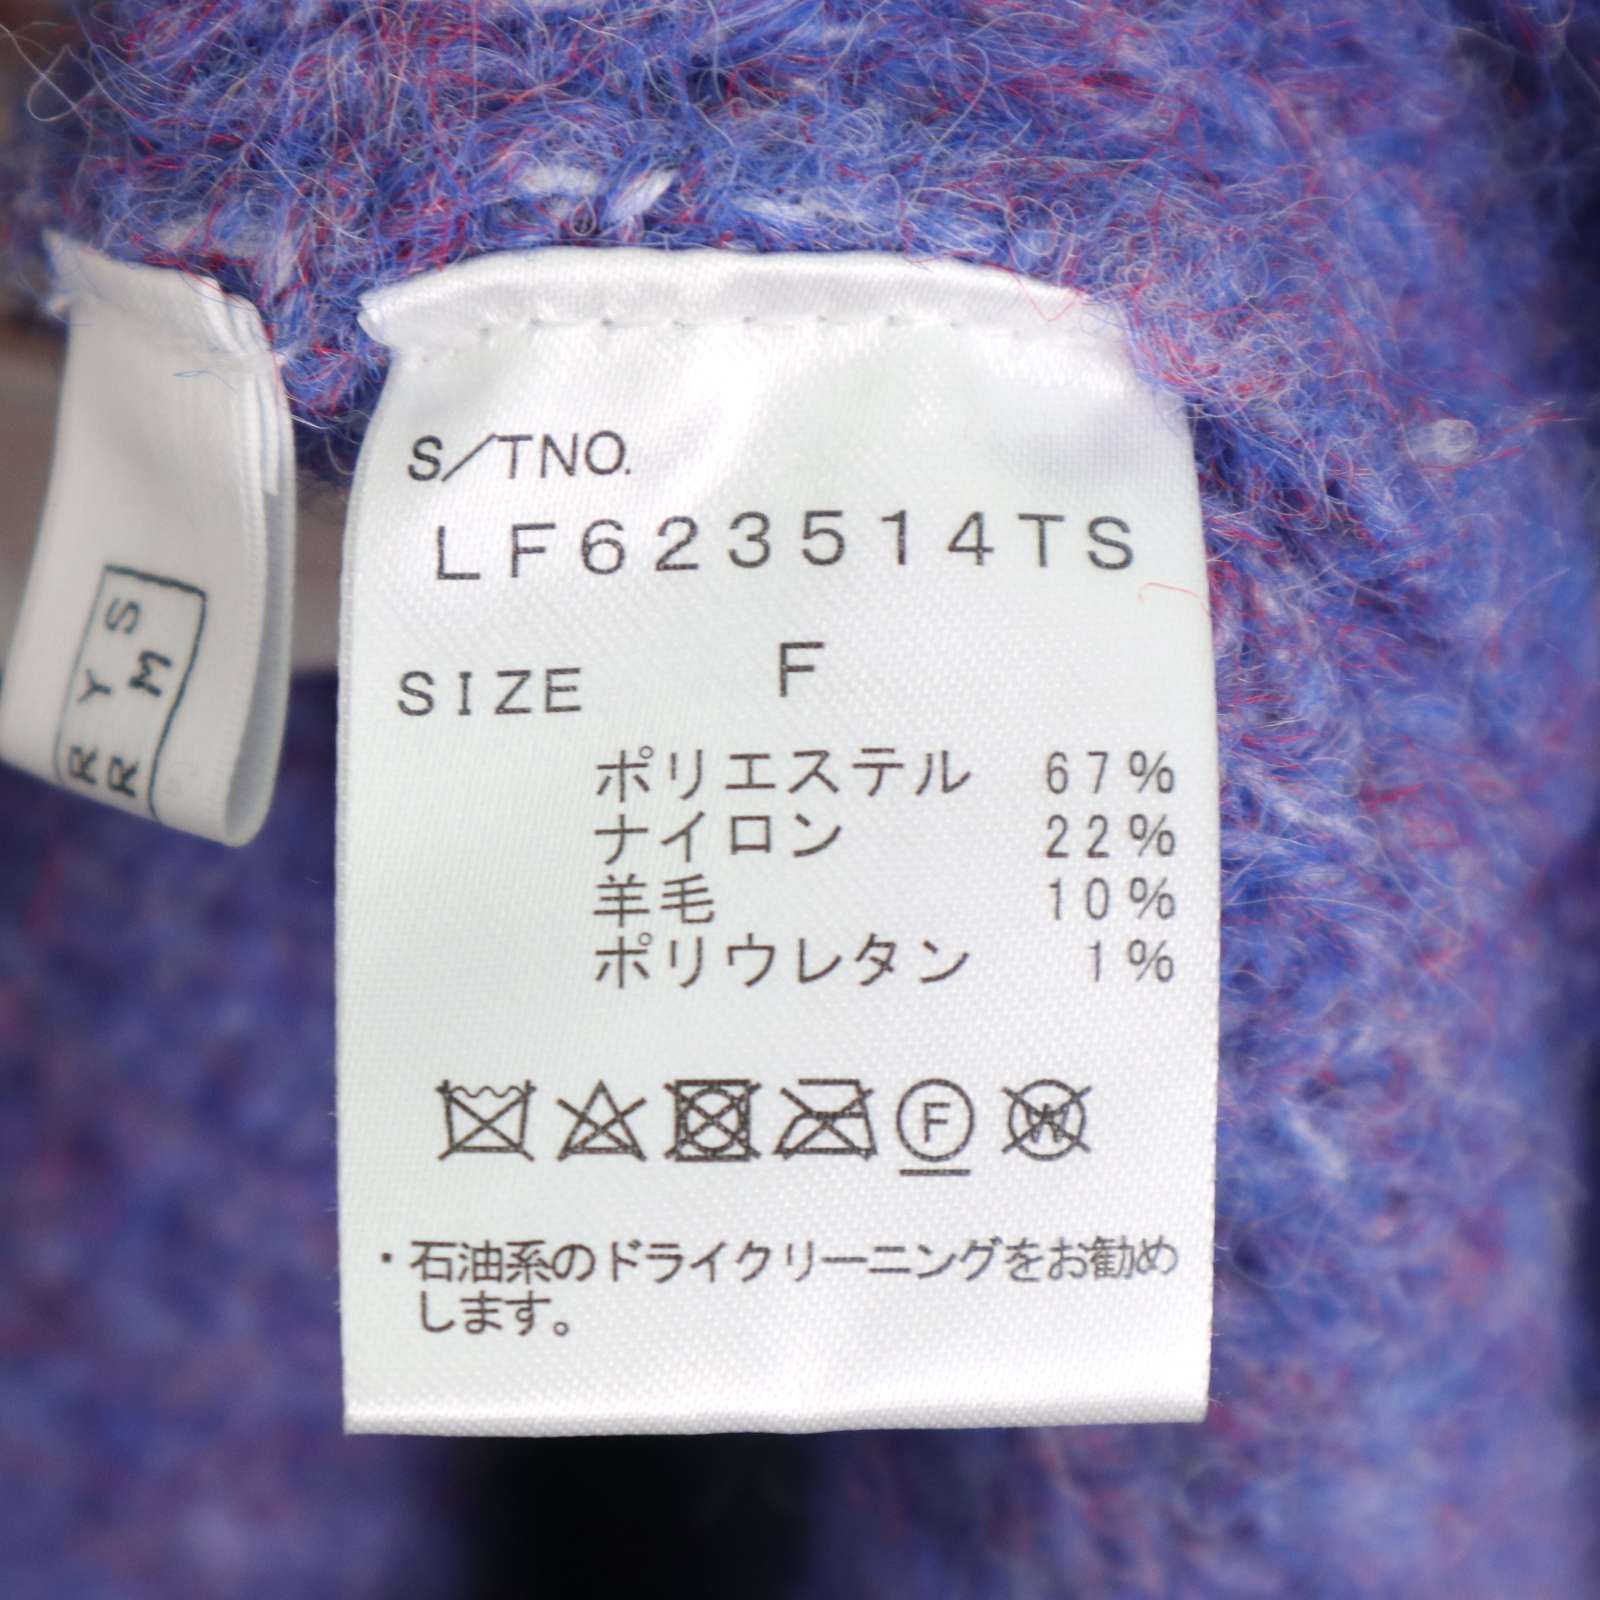 S/TNO.
LF623514TS
SIZE F
ポリエステル 67%
ナイロン 22%
羊毛 10%
ポリウレタン 1%
F
W
・石油系のドライクリーニングをお勧め
します。